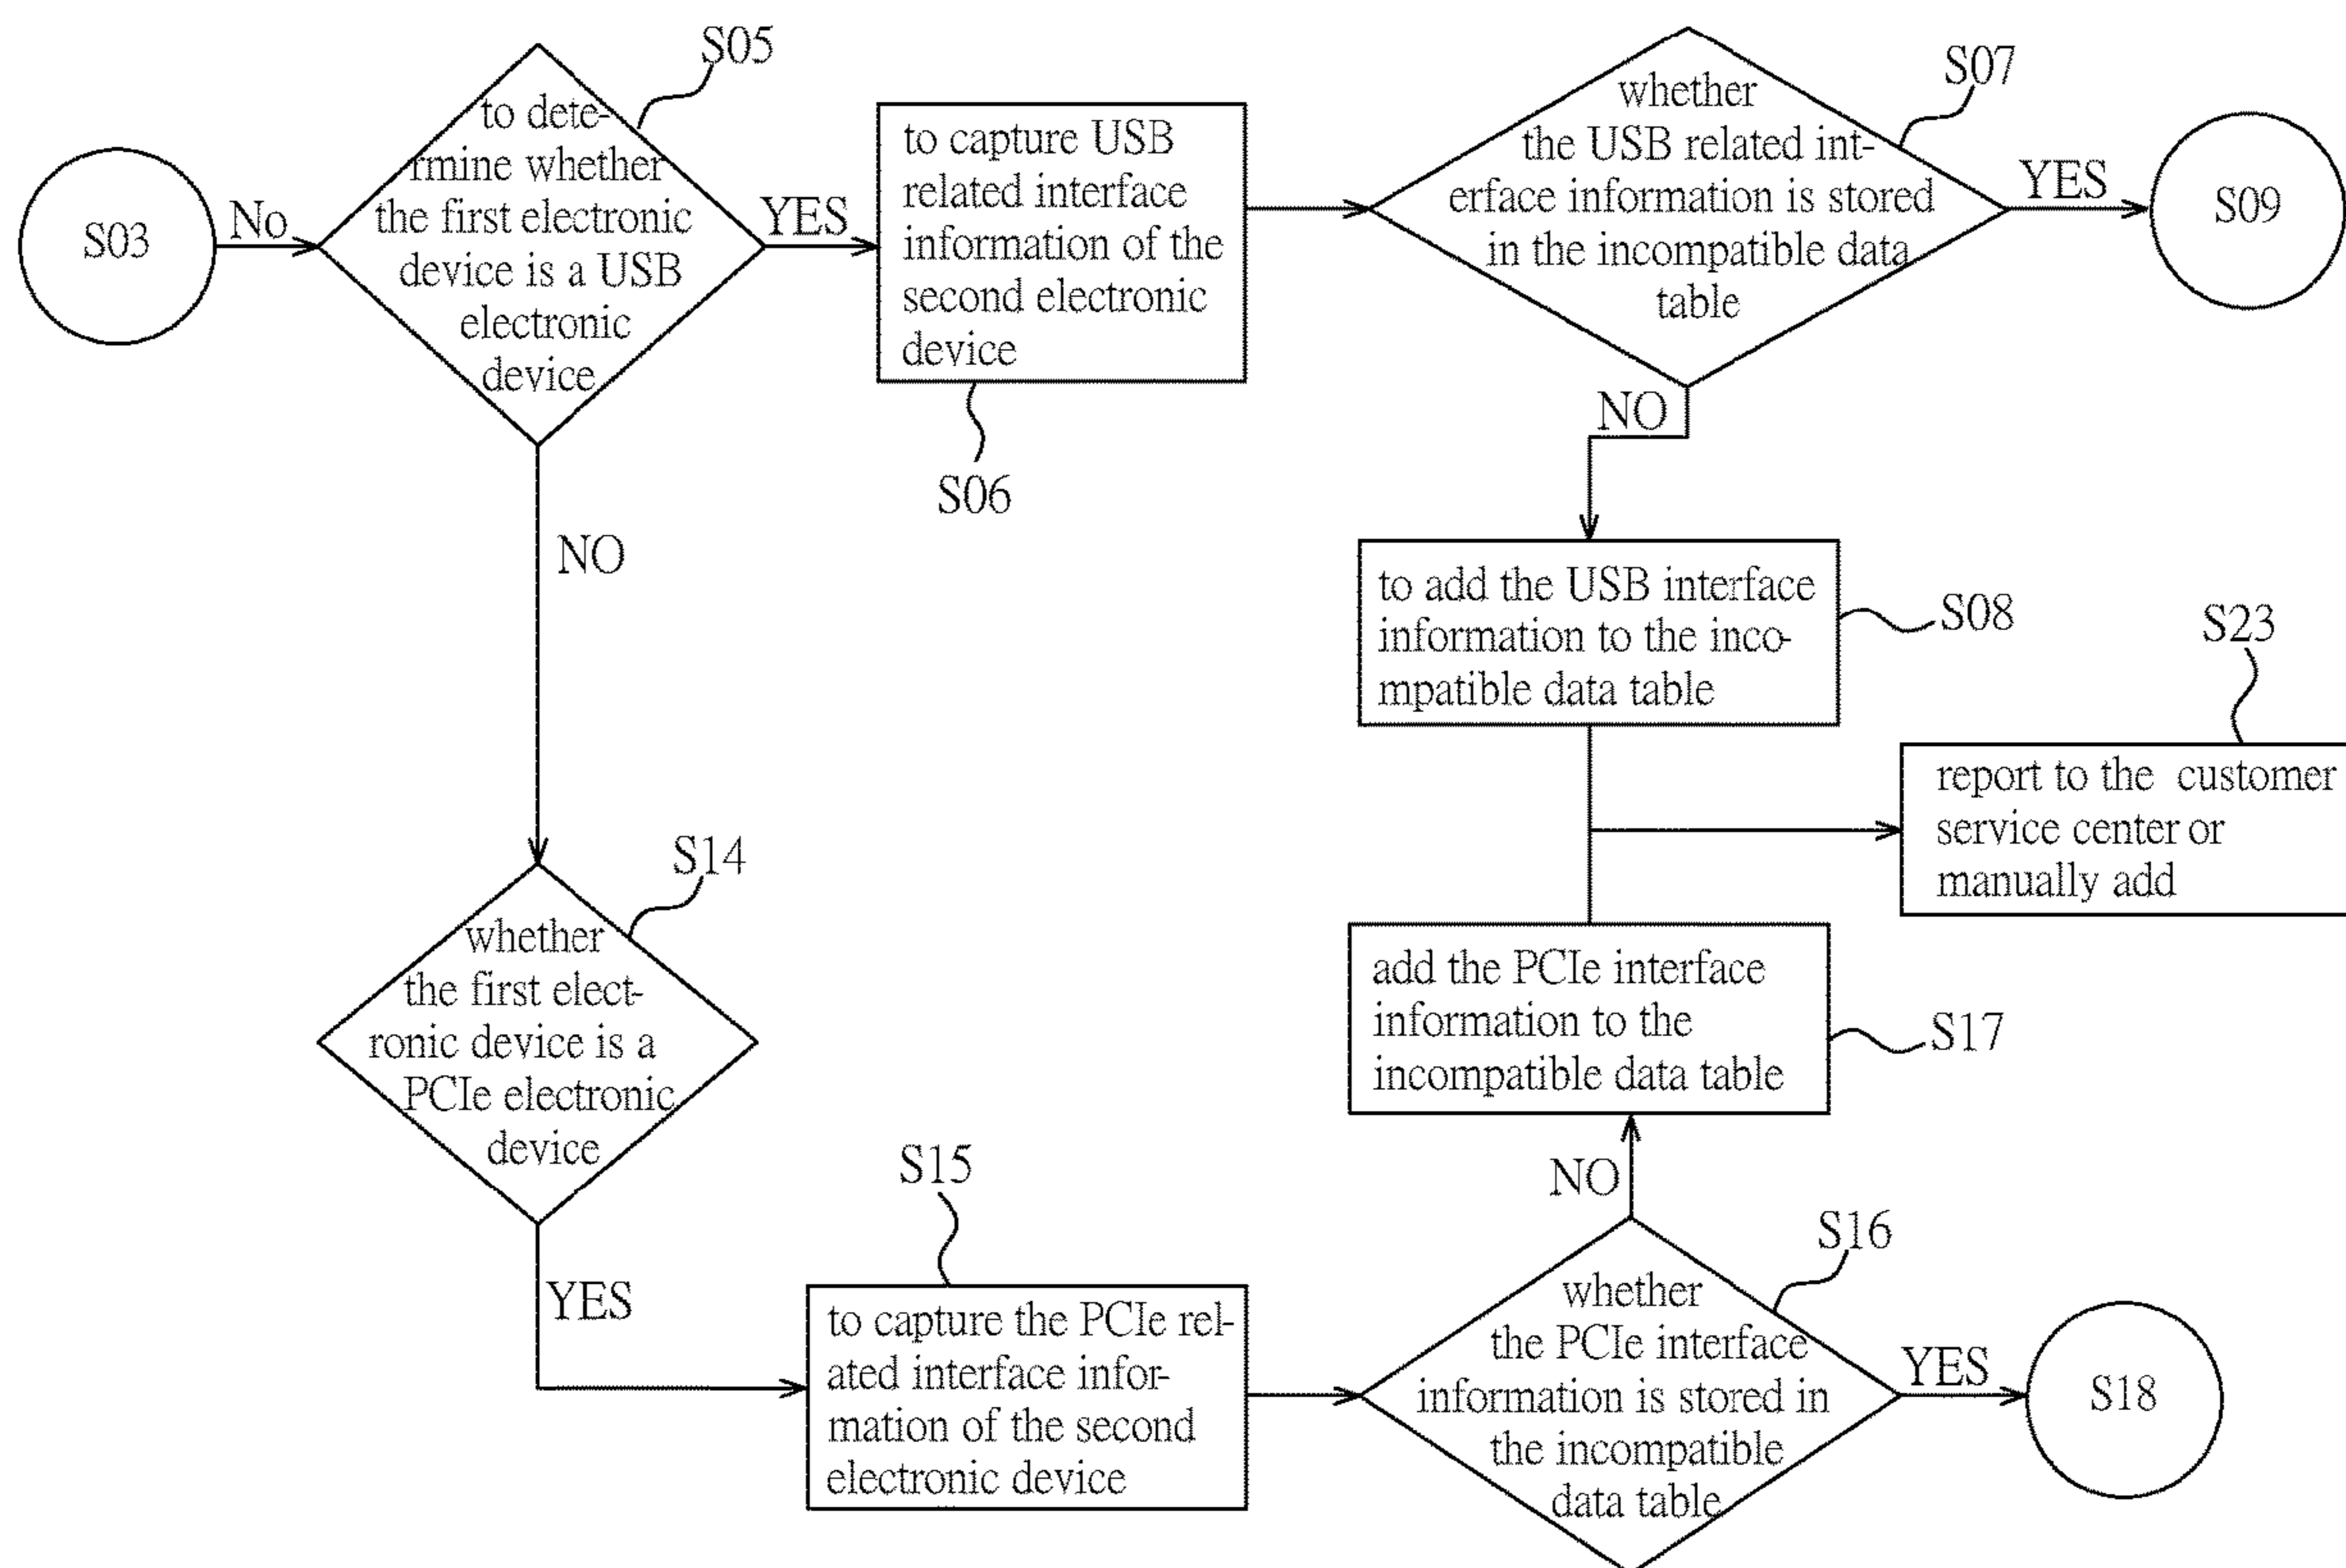 S03
No
S05
to dete-
rmine whether
the first electronic
device is a USB
electronic
device
YES
to capture USB
related interface
information of the
second electronic
device
S06
S07
whether
the USB related int-
erface information is stored
in the incompatible data
table
YES
S09
NO
to add the USB interface
information to the inco-
mpatible data table
S08
S23
report to the customer
service center or
manually add
NO
S14
whether
the first elect-
ronic device is a
PCIe electronic
device
YES
S15
to capture the PCIe rel-
ated interface infor-
mation of the second
electronic device
add the PCIe interface
information to the
incompatible data table
S17
NO
S16
whether
the PCIe interface
information is stored in
the incompatible
data table
YES
S18